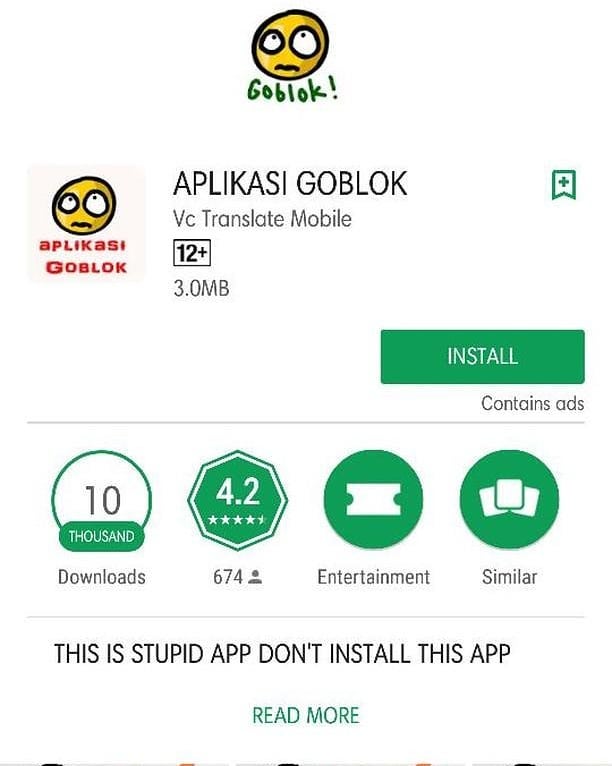 Goblok!
APLIKASI GOBLOK
aPLiKaSi
GOBLOK
Vc Translate Mobile
12+
3.0MB
INSTALL
Contains ads
10
THOUSAND
4.2
Downloads
674
Entertainment
Similar
THIS IS STUPID APP DON'T INSTALL THIS APP
READ MORE